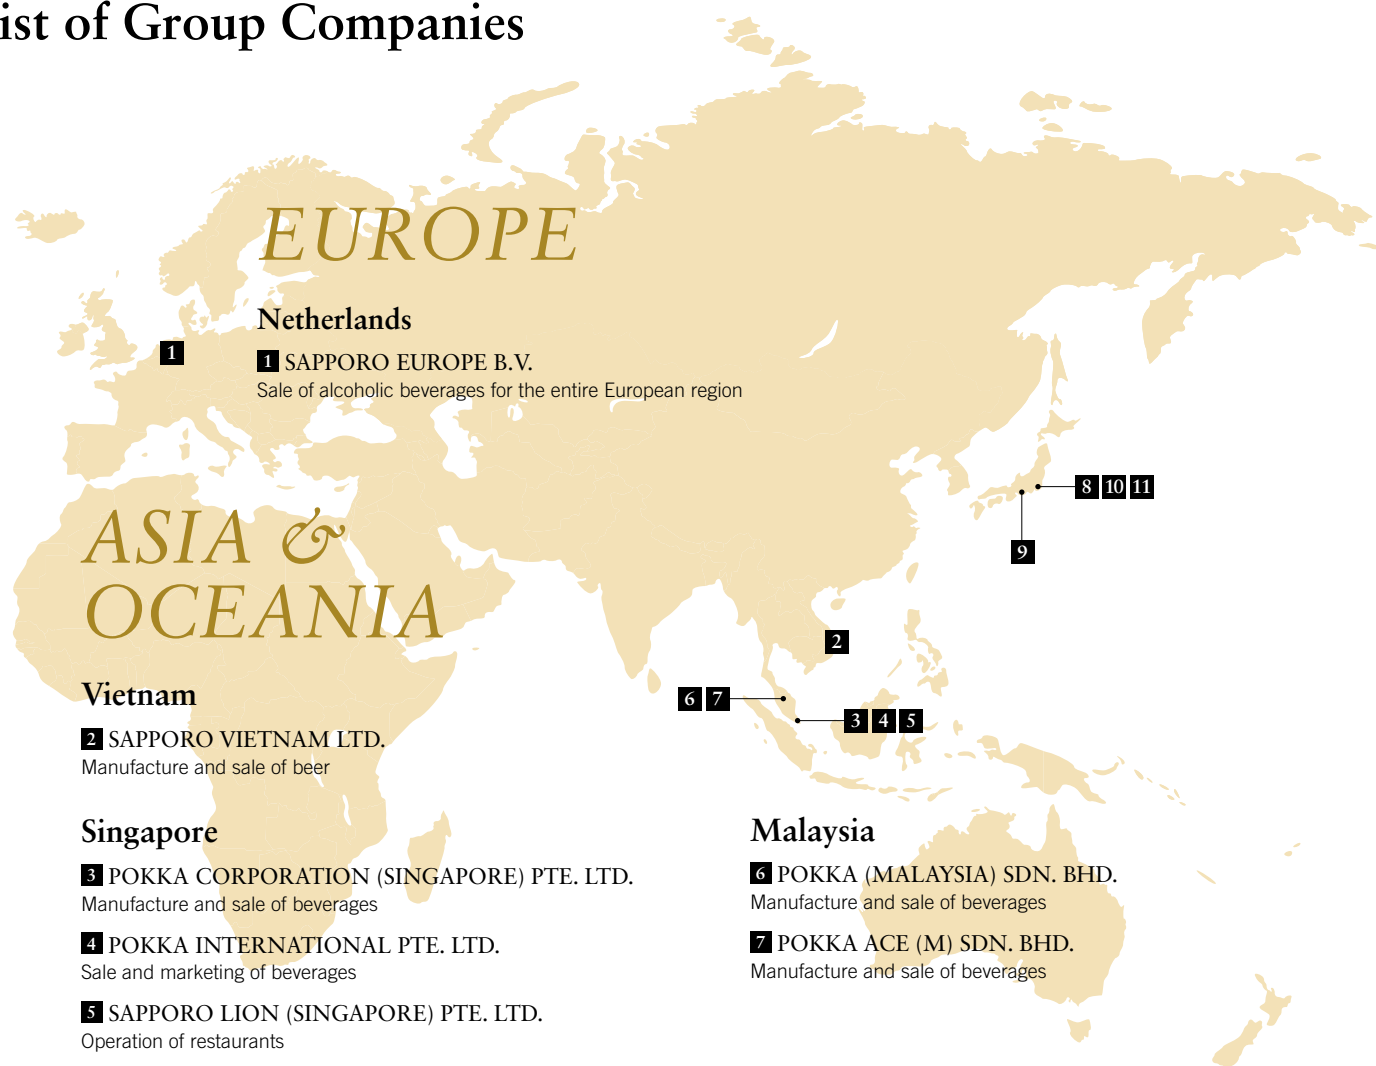 ist of Group Companies
EUROPE
Netherlands
1 SAPPORO EUROPE B.V.
Sale of alcoholic beverages for the entire European region
1
8 10 11
9
ASIA &
OCEANIA
2
6 7
3 4 5
Vietnam
2 SAPPORO VIETNAM LTD.
Manufacture and sale of beer
Singapore
3 POKKA CORPORATION (SINGAPORE) PTE. LTD.
Manufacture and sale of beverages
4 POKKA INTERNATIONAL PTE. LTD.
Sale and marketing of beverages
5 SAPPORO LION (SINGAPORE) PTE. LTD.
Operation of restaurants
Malaysia
6 POKKA (MALAYSIA) SDN. BHD.
Manufacture and sale of beverages
7 POKKA ACE (M) SDN. BHD.
Manufacture and sale of beverages